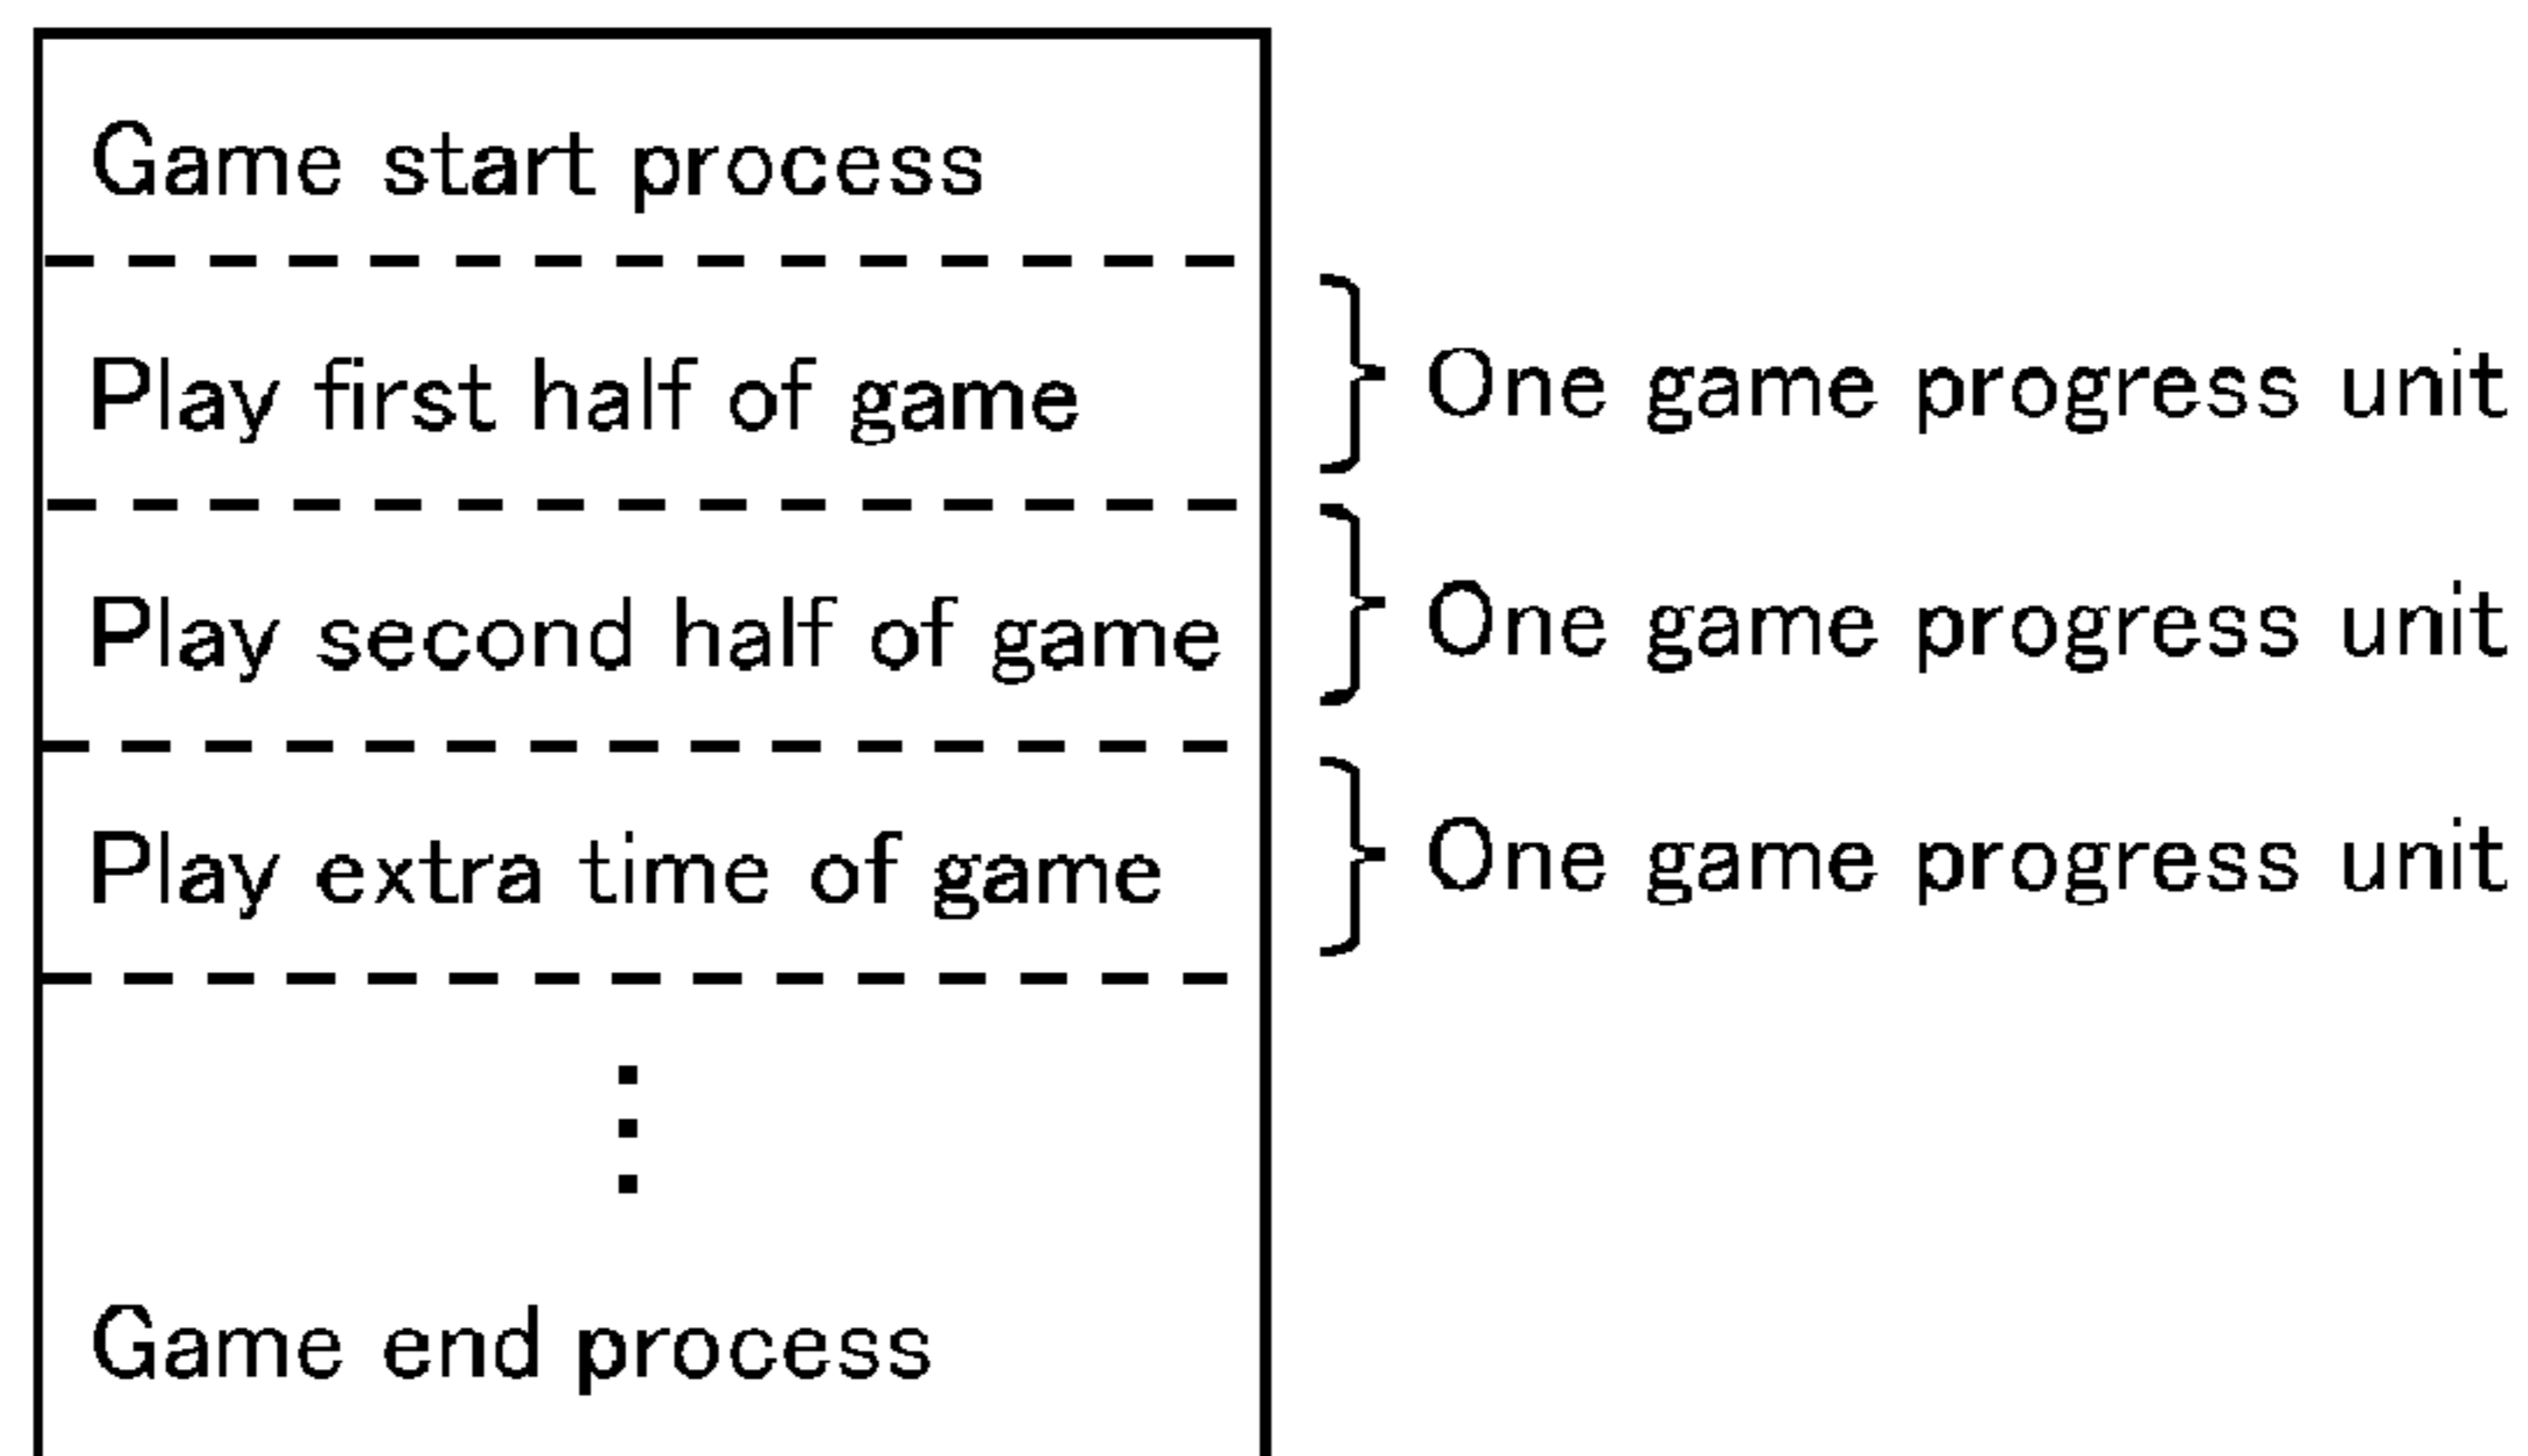 Game start process
Play first half of game
One game progress unit
Play second half of game
One game progress unit
Play extra time of game
One game progress unit
Game end process